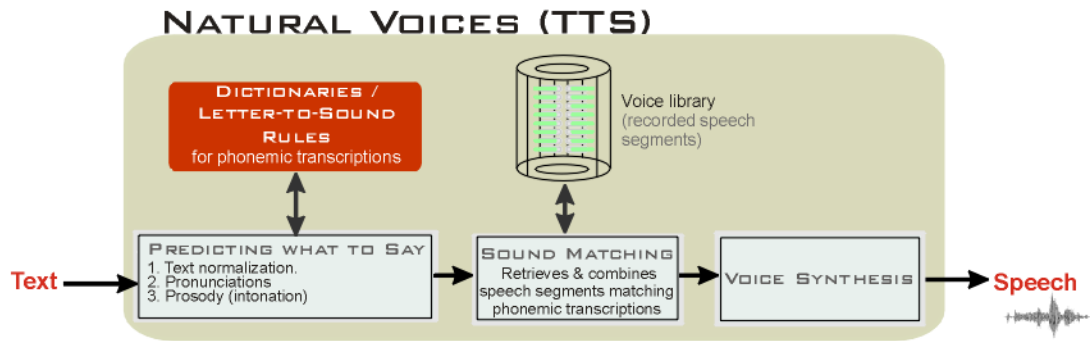 NATURAL VOICES (TTS)
DICTIONARIES /
LETTER-TO-SOUND
RULES
for phonemic transcriptions
Voice library
(recorded speech
segments)
Text
PREDICTING WHAT TO SAY
1. Text normalization.
2. Pronunciations
3. Prosody (intonation)
SOUND MATCHING
Retrieves & combines
speech segments matching
phonemic transcriptions
VOICE SYNTHESIS
Speech